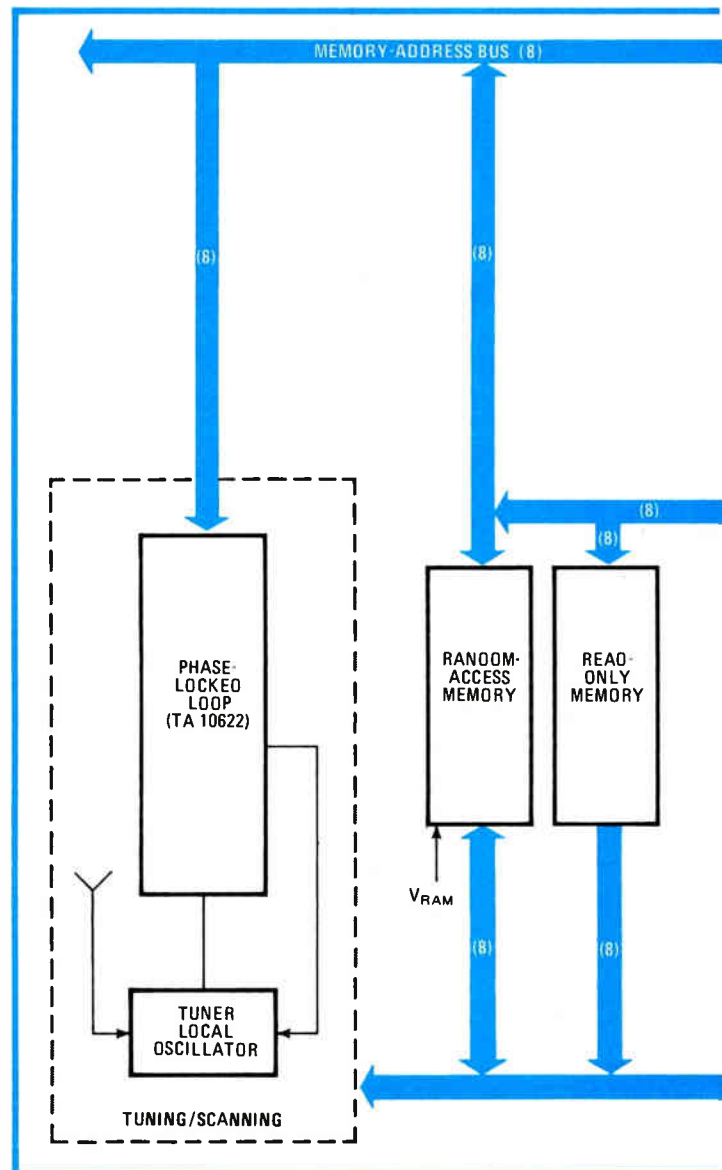 MEMORY-ADDRESS BUS (8)
(8)
(8)
(8)
(8)
PHASE-
LOCKED
LOOP
(TA 10622)
RANDOM-
ACCESS
MEMORY
READ-
ONLY
MEMORY
VRAM
(8)
(8)
TUNER
LOCAL
OSCILLATOR
TUNING/SCANNING